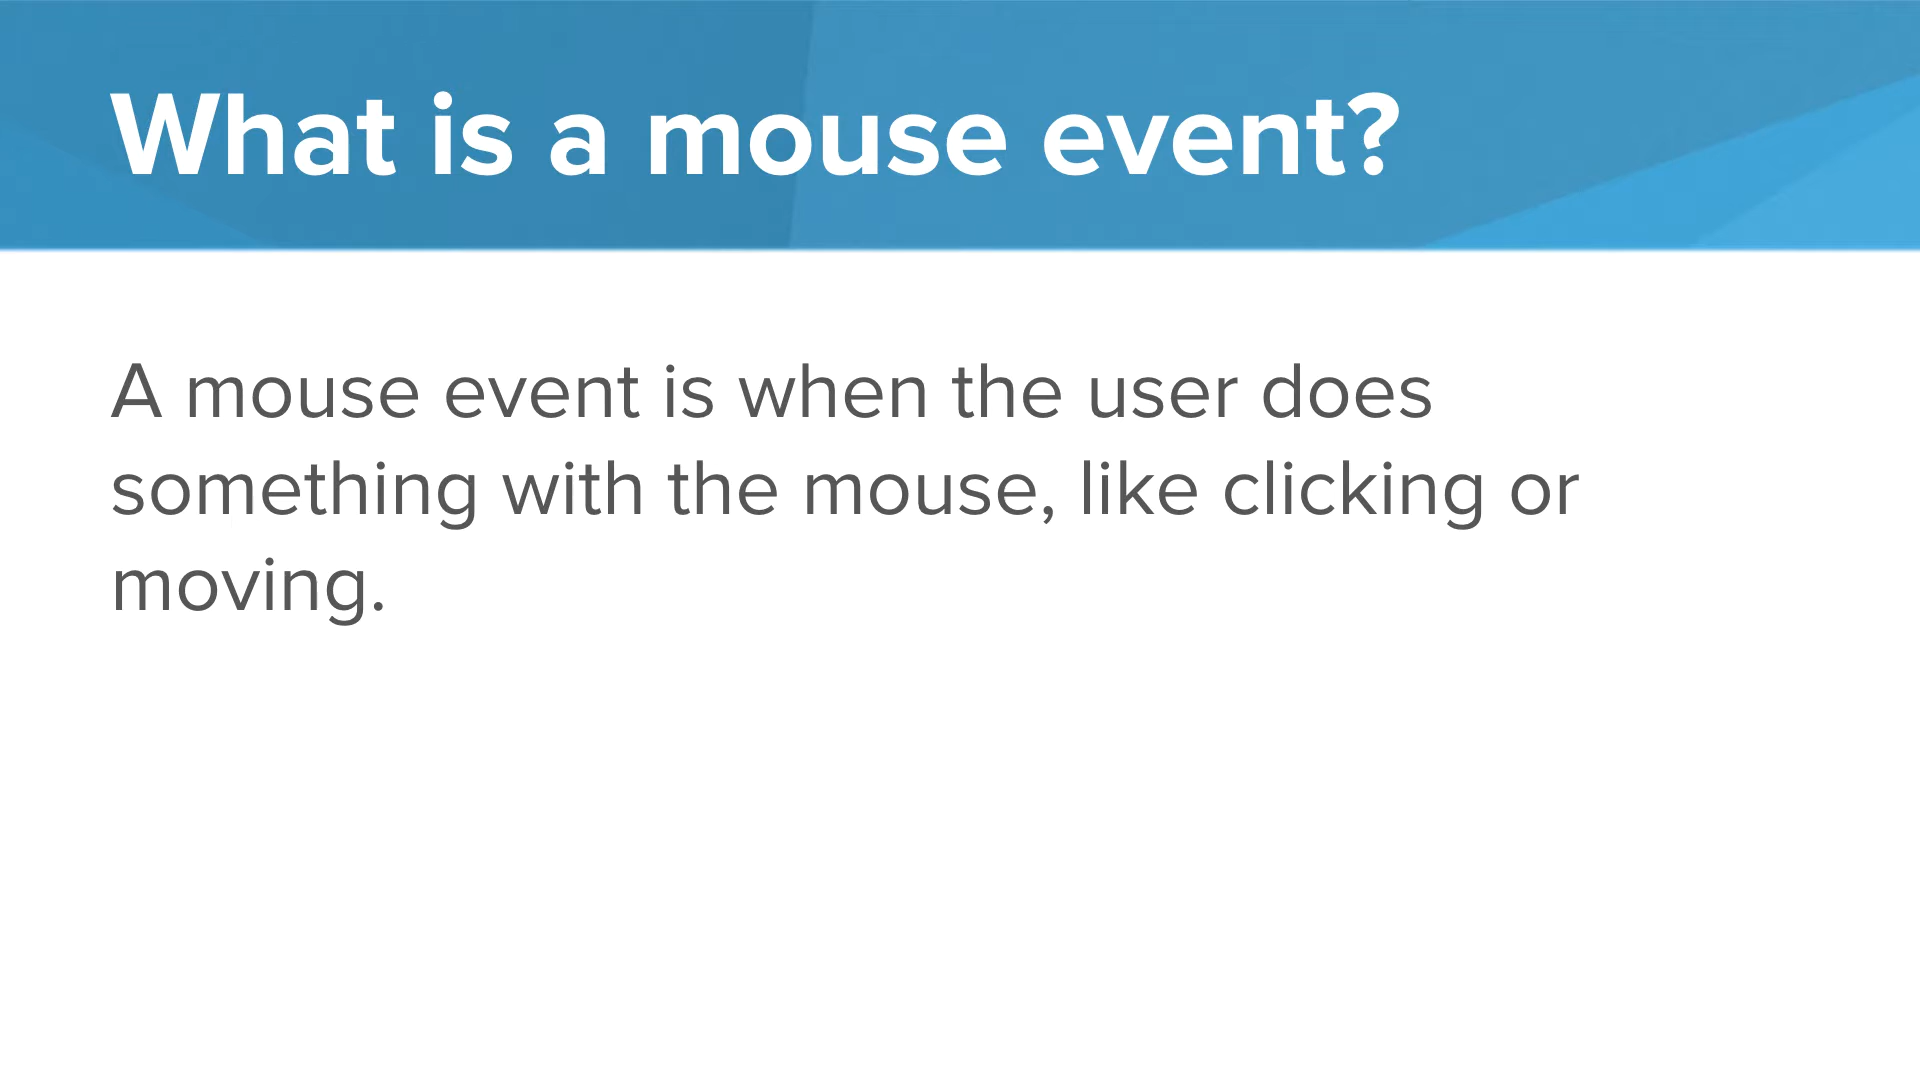 What is a mouse event?
A mouse event is when the user does
something with the mouse, like clicking or
moving.